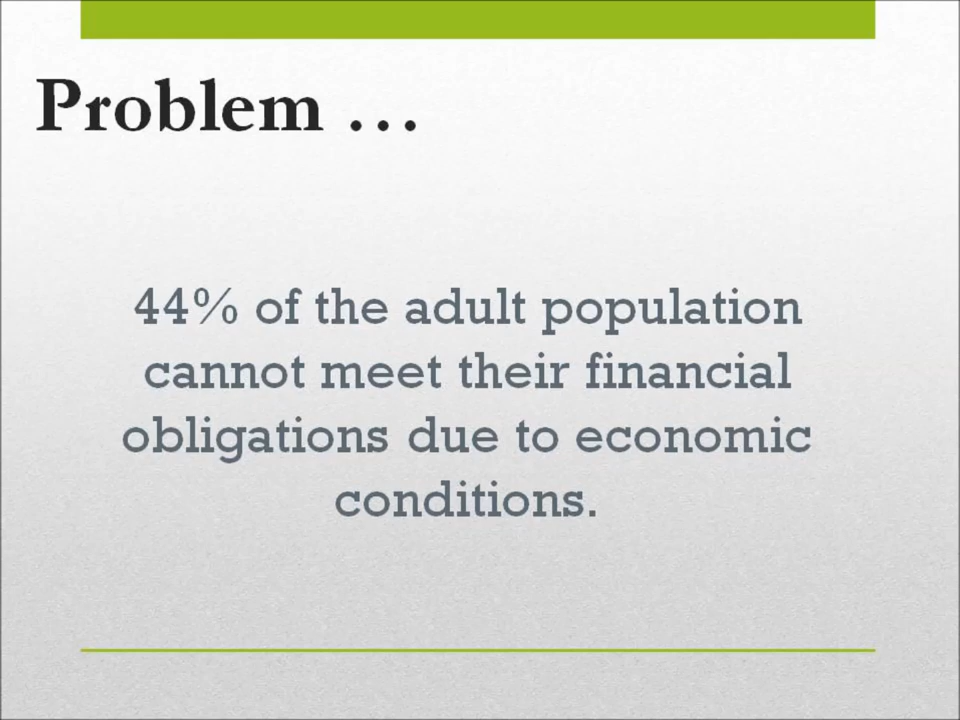 Problem ...
44% of the adult population
cannot meet their financial
obligations due to economic
conditions.